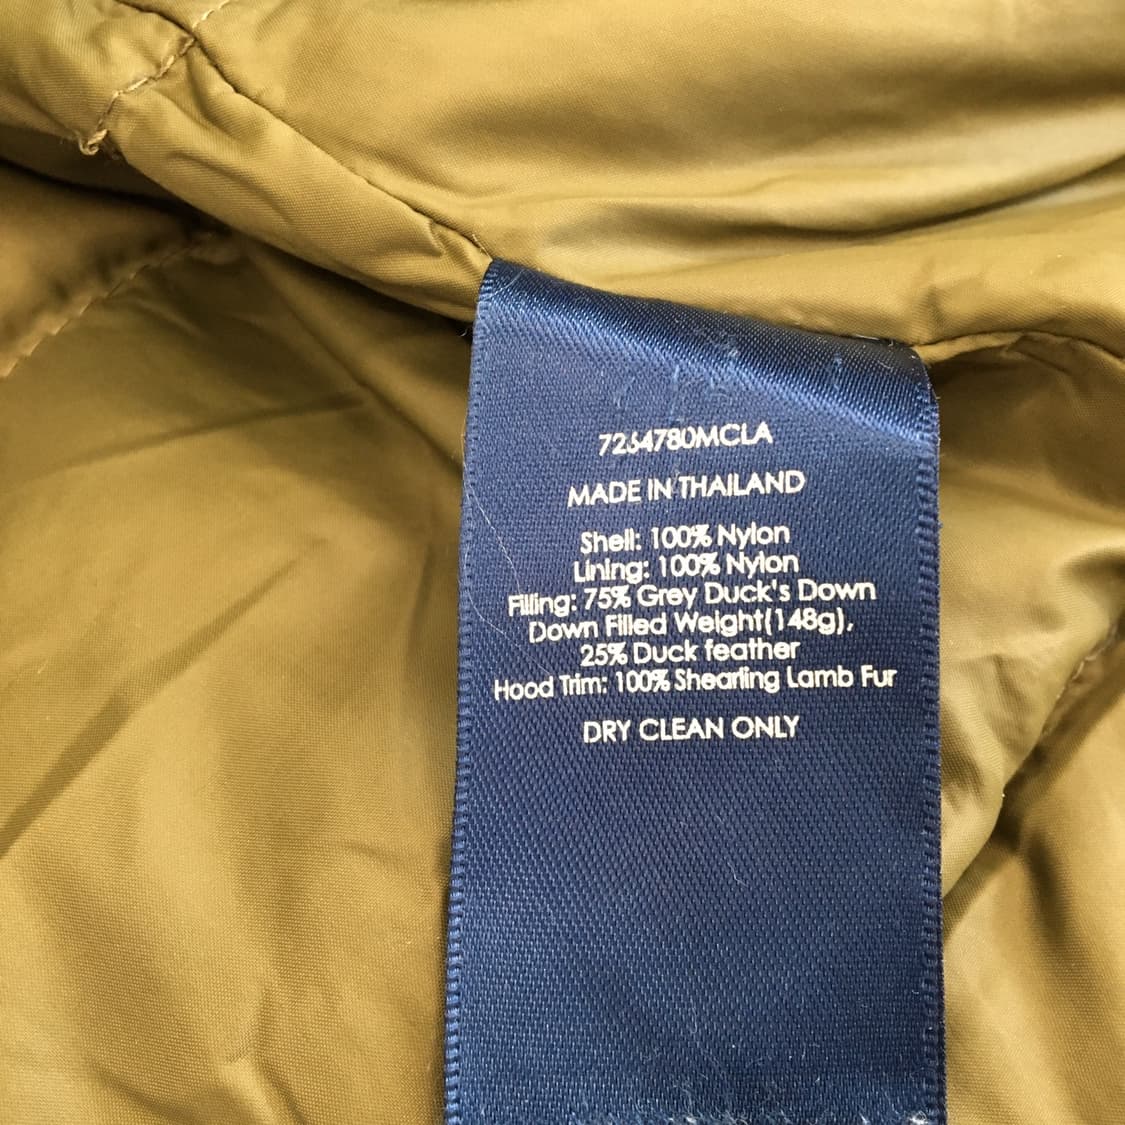 7264780MCLA
MADE IN THAILAND
Shell: 100% Nylon
Lining: 100% Nylon
Filling: 75% Grey Duck's Down
Down Filled Weight(148g),
25% Duck feather
Hood Trim: 100% Shearling Lamb Fur
DRY CLEAN ONLY